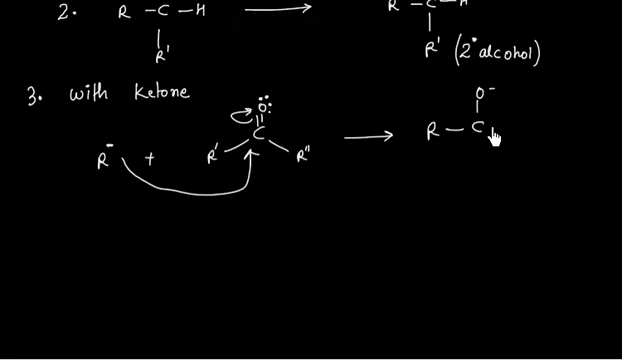 2. R - C - H → R - C - H
R' R' (2° alcohol)
3. with Ketone
O O⁻
R⁻ + R' C R" → R - C